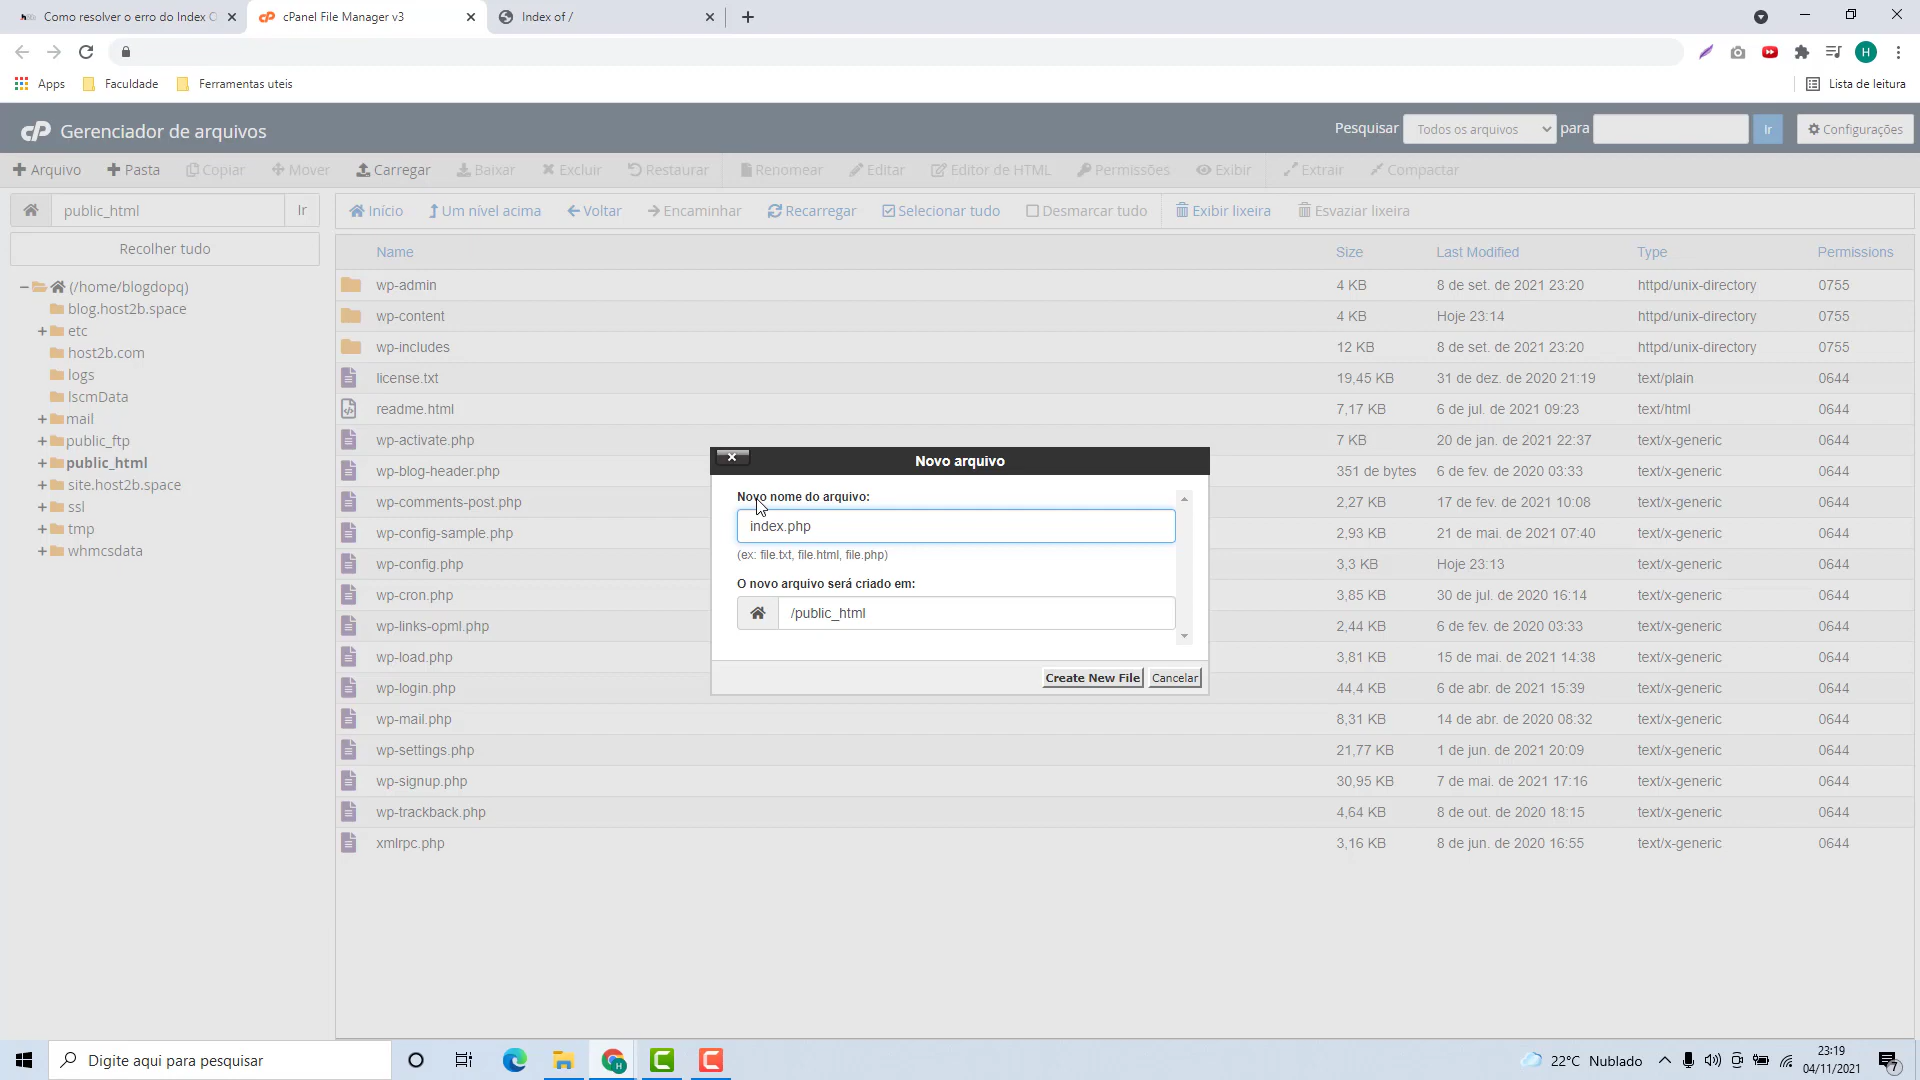 Como resolver o erro do Index O
cPanel File Manager v3
Index of /
H
Apps
Faculdade
Ferramentas uteis
Lista de leitura
cP Gerenciador de arquivos
Pesquisar
Todos os arquivos
para
Ir
Configurações
Arquivo
Pasta
Copiar
Mover
Carregar
Baixar
Excluir
Restaurar
Renomear
Editar
Editor de HTML
Permissões
Exibir
Extrair
Compactar
public_html
Ir
Início
Um nível acima
Voltar
Encaminhar
Recarregar
Selecionar tudo
Desmarcar tudo
Exibir lixeira
Esvaziar lixeira
Recolher tudo
(/home/blogdopq)
blog.host2b.space
etc
host2b.com
logs
lscmData
mail
public_ftp
public_html
site.host2b.space
ssl
tmp
whmcsdata
Name Size Last Modified Type Permissions
wp-admin 4 KB 8 de set. de 2021 23:20 httpd/unix-directory 0755
wp-content 4 KB Hoje 23:14 httpd/unix-directory 0755
wp-includes 12 KB 8 de set. de 2021 23:20 httpd/unix-directory 0755
license.txt 19,45 KB 31 de dez. de 2020 21:19 text/plain 0644
readme.html 7,17 KB 6 de jul. de 2021 09:23 text/html 0644
wp-activate.php 7 KB 20 de jan. de 2021 22:37 text/x-generic 0644
wp-blog-header.php 351 de bytes 6 de fev. de 2020 03:33 text/x-generic 0644
wp-comments-post.php 2,27 KB 17 de fev. de 2021 10:08 text/x-generic 0644
wp-config-sample.php 2,93 KB 21 de mai. de 2021 07:40 text/x-generic 0644
wp-config.php 3,3 KB Hoje 23:13 text/x-generic 0644
wp-cron.php 3,85 KB 30 de jul. de 2020 16:14 text/x-generic 0644
wp-links-opml.php 2,44 KB 6 de fev. de 2020 03:33 text/x-generic 0644
wp-load.php 3,81 KB 15 de mai. de 2021 14:38 text/x-generic 0644
wp-login.php 44,4 KB 6 de abr. de 2021 15:39 text/x-generic 0644
wp-mail.php 8,31 KB 14 de abr. de 2020 08:32 text/x-generic 0644
wp-settings.php 21,77 KB 1 de jun. de 2021 20:09 text/x-generic 0644
wp-signup.php 30,95 KB 7 de mai. de 2021 17:16 text/x-generic 0644
wp-trackback.php 4,64 KB 8 de out. de 2020 18:15 text/x-generic 0644
xmlrpc.php 3,16 KB 8 de jun. de 2020 16:55 text/x-generic 0644
Novo arquivo
Novo nome do arquivo:
index.php
(ex: file.txt, file.html, file.php)
O novo arquivo será criado em:
/public_html
Create New File
Cancelar
Digite aqui para pesquisar
22°C Nublado
23:19
04/11/2021
7